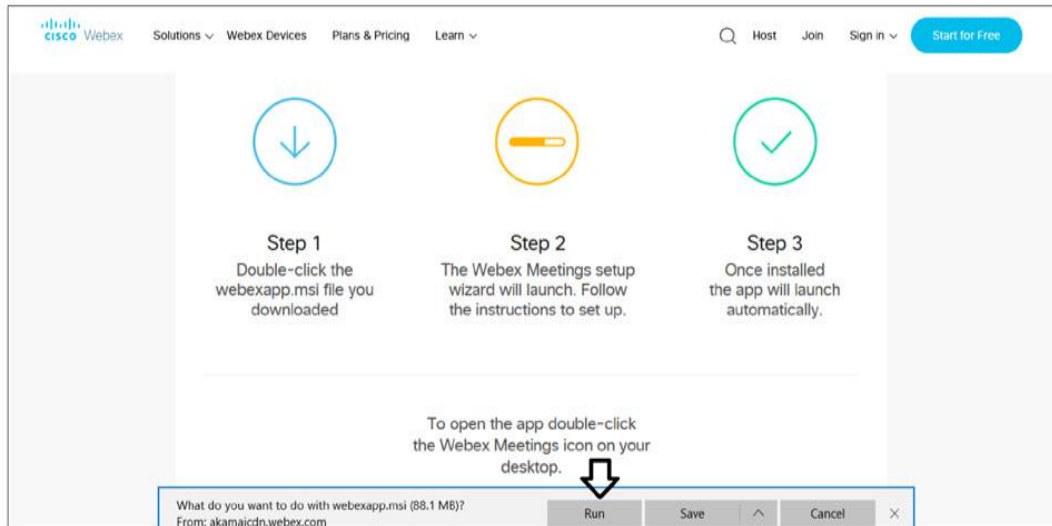 CISCO Webex Solutions Webex Devices Plans & Pricing Learn Host Join Sign in Start for Free
Step 1
Double-click the
webexapp.msi file you
downloaded
Step 2
The Webex Meetings setup
wizard will launch. Follow
the instructions to set up.
Step 3
Once installed
the app will launch
automatically.
To open the app double-click
the Webex Meetings icon on your
desktop.
What do you want to do with webexapp.msi (88.1 MB)?
From: akamaicdn.webex.com
Run Save Cancel